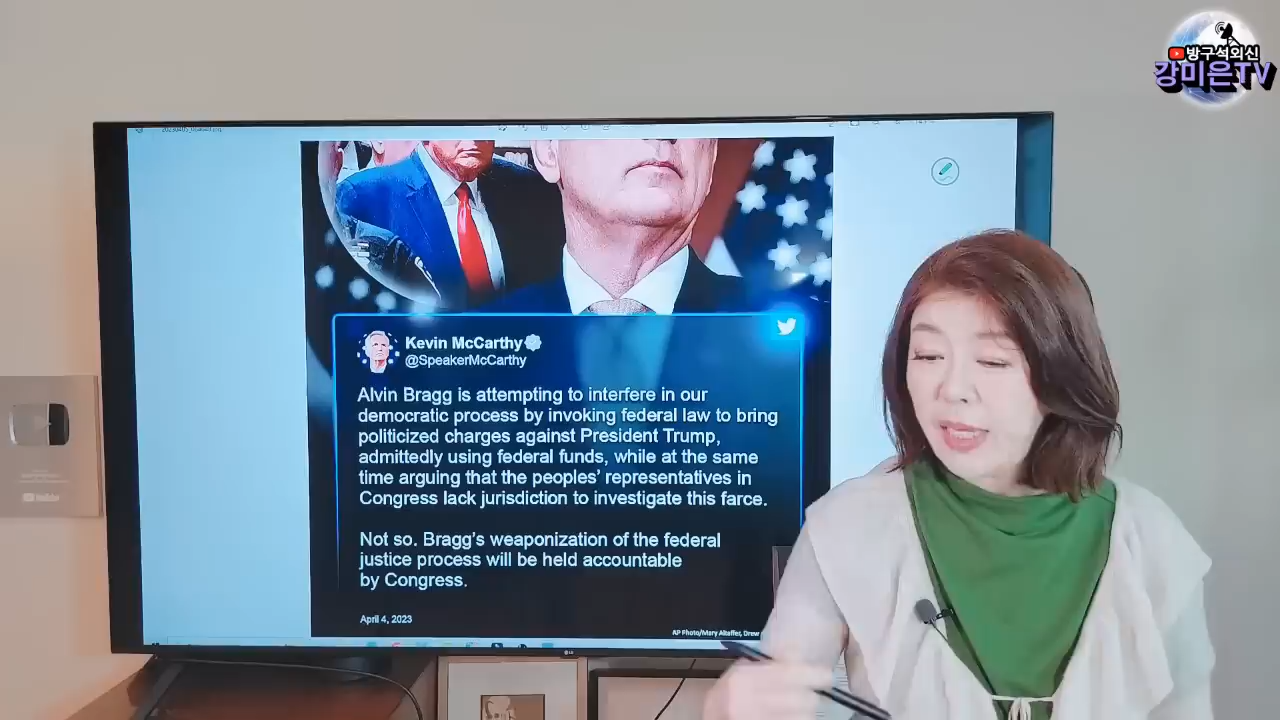 방구석외신
강미은TV
Kevin McCarthy
@SpeakerMcCarthy
Alvin Bragg is attempting to interfere in our
democratic process by invoking federal law to bring
politicized charges against President Trump,
admittedly using federal funds, while at the same
time arguing that the peoples' representatives in
Congress lack jurisdiction to investigate this farce.
Not so. Bragg's weaponization of the federal
justice process will be held accountable
by Congress.
April 4, 2023
AP Photo/Mary Altaffer, Drew
LG
YouTube